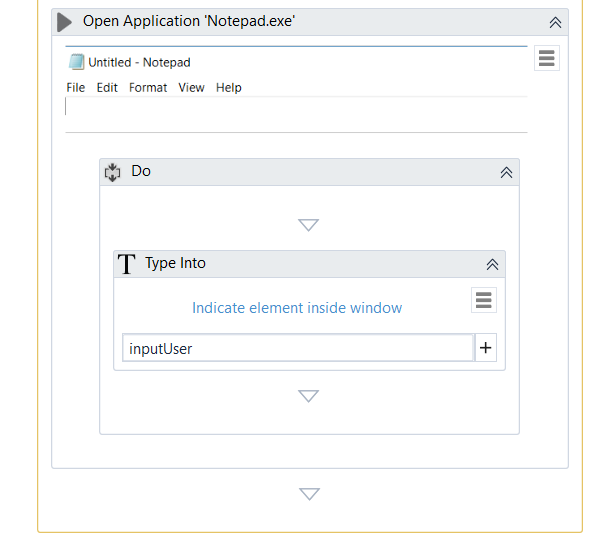 Open Application 'Notepad.exe'
Untitled - Notepad
File Edit Format View Help
Do
T Type Into
Indicate element inside window
inputUser +